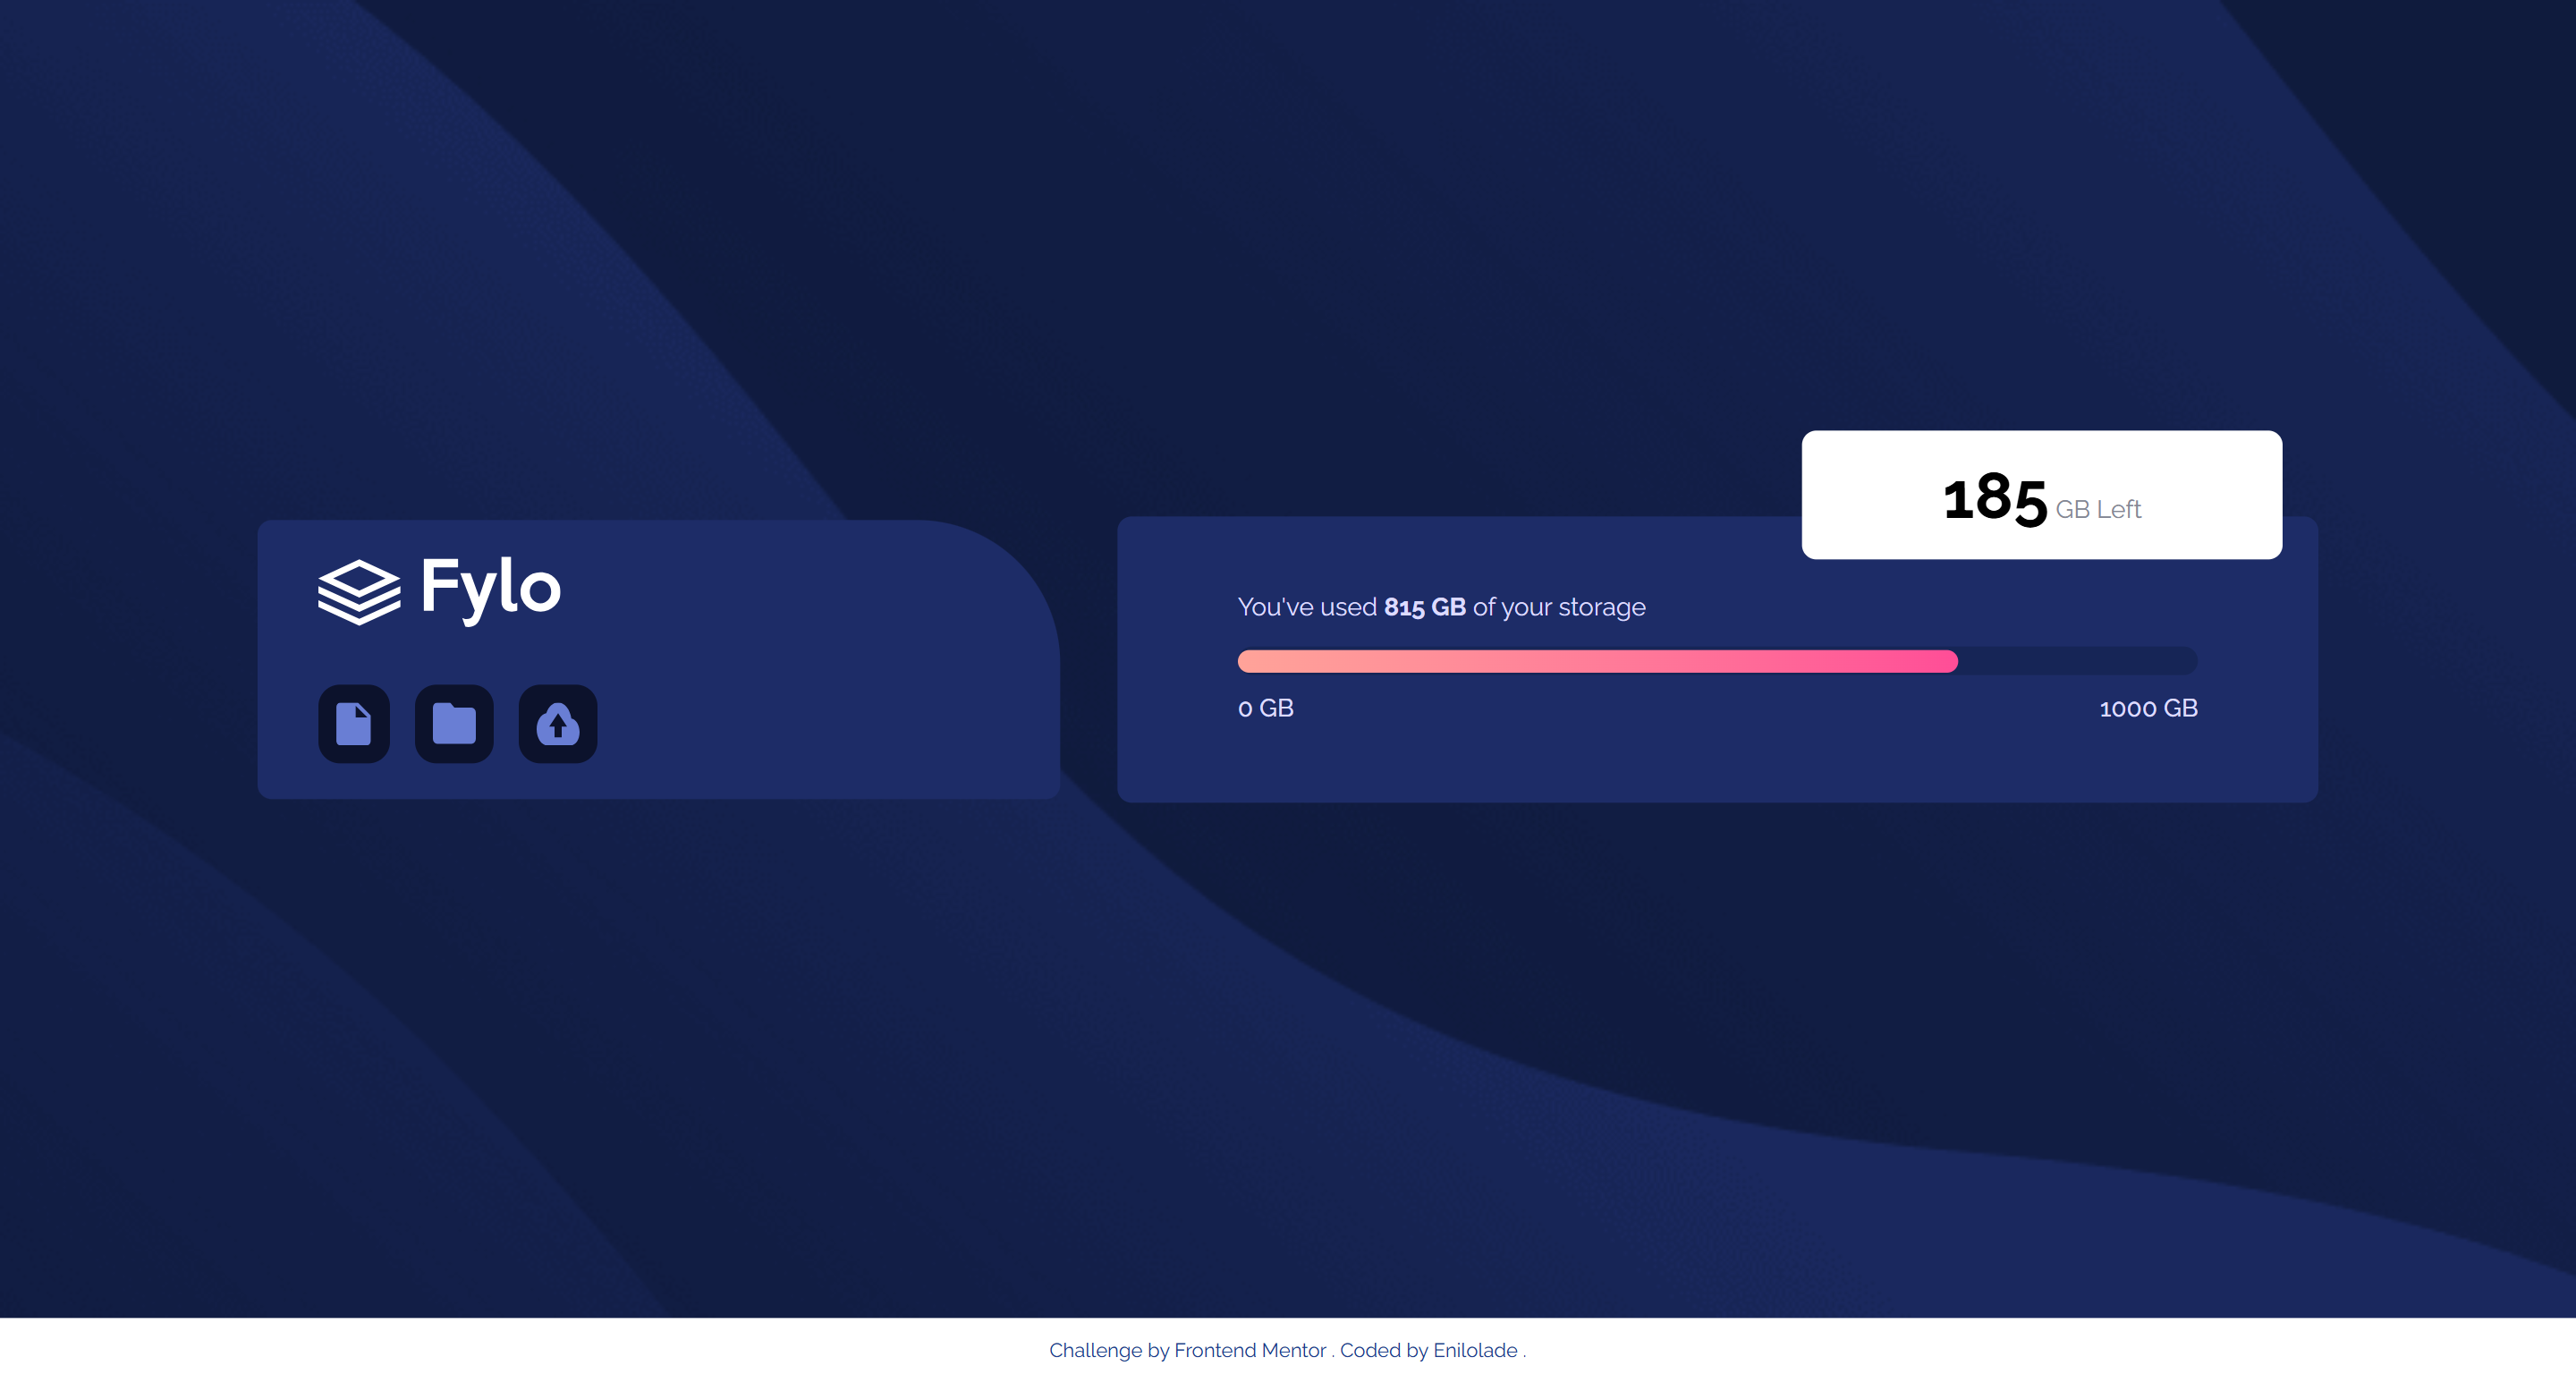 Fylo
185 GB Left
You've used 815 GB of your storage
0 GB
1000 GB
Challenge by Frontend Mentor . Coded by Enilolade .